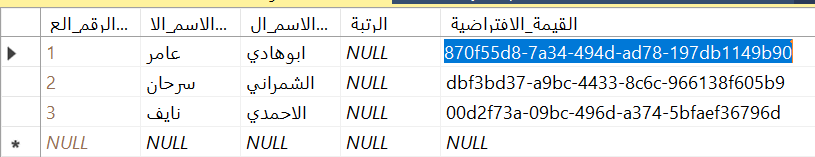 ...الرقم_الع ...الاسم_الا ...الاسم_ال الرتبة القيمة_الافتراضية
1 عامر ابوهادي NULL 870f55d8-7a34-494d-ad78-197db1149b90
2 سرحان الشمراني NULL dbf3bd37-a9bc-4433-8c6c-966138f605b9
3 نايف الاحمدي NULL 00d2f73a-09bc-496d-a374-5bfaef36796d
NULL NULL NULL NULL NULL